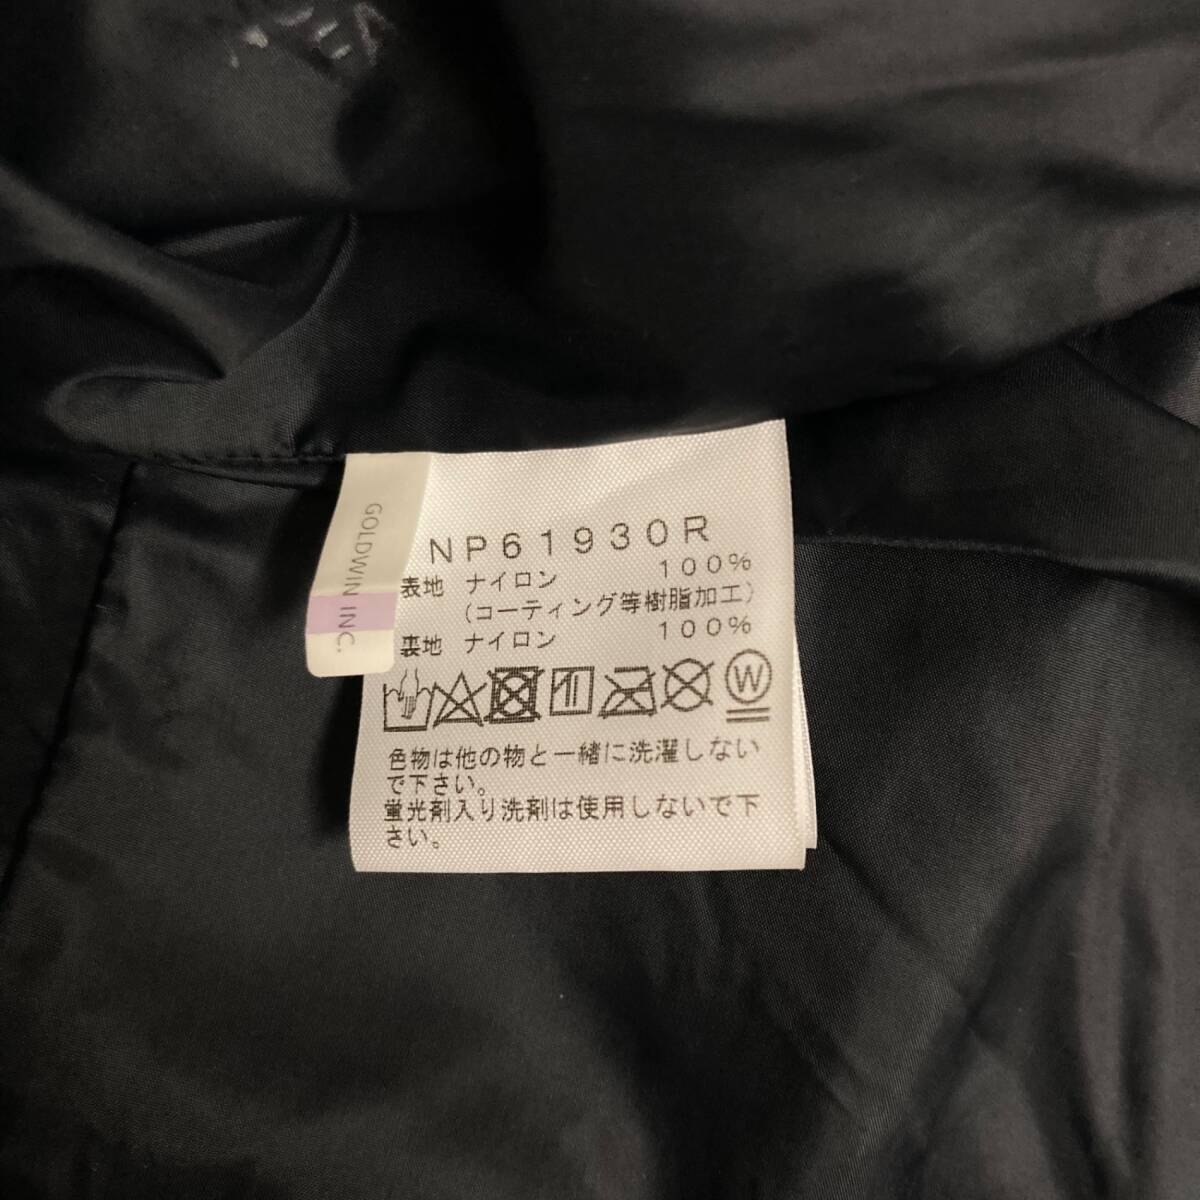 GOLDWIN INC.
NP61930R
表地 ナイロン 100%
(コーティング等樹脂加工)
裏地 ナイロン 100%
W
色物は他の物と一緒に洗濯しない
で下さい。
蛍光剤入り洗剤は使用しないで下
さい。